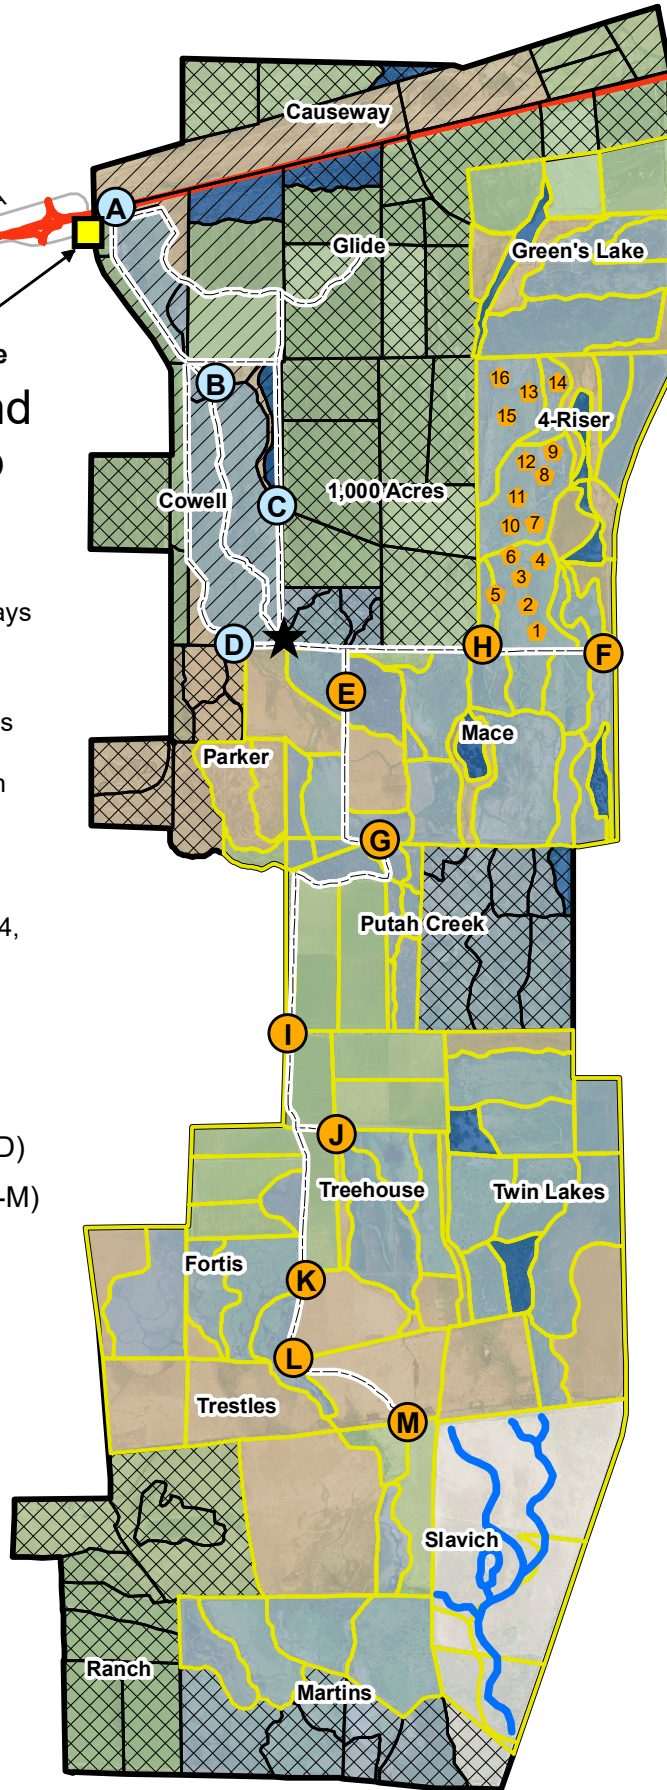 Causeway
A
Glide
Green's Lake
e
nd
16
13
14
B
15
4-Riser
12
9
8
Cowell
1,000 Acres
C
11
10
7
6
4
3
5
2
1
ays
D
H
F
E
s
Mace
Parker
n
G
4,
Putah Creek
I
D)
J
-M)
Treehouse
Twin Lakes
Fortis
K
L
Trestles
M
Slavich
Ranch
Martins